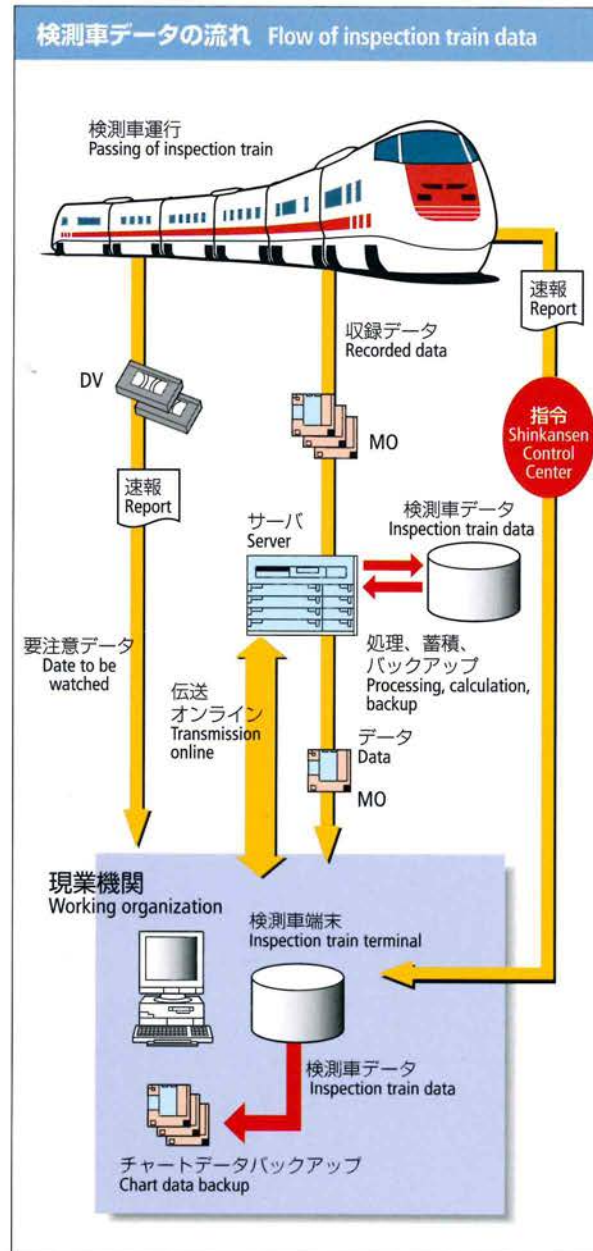 検測車データの流れ Flow of inspection train data
検測車運行
Passing of inspection train
速報
Report
収録データ
Recorded data
DV
MO
指令
Shinkansen
Control
Center
速報
Report
サーバ
Server
検測車データ
Inspection train data
要注意データ
Date to be
watched
処理、蓄積、
バックアップ
Processing, calculation,
backup
伝送
オンライン
Transmission
online
データ
Data
MO
現業機関
Working organization
検測車端末
Inspection train terminal
検測車データ
Inspection train data
チャートデータバックアップ
Chart data backup